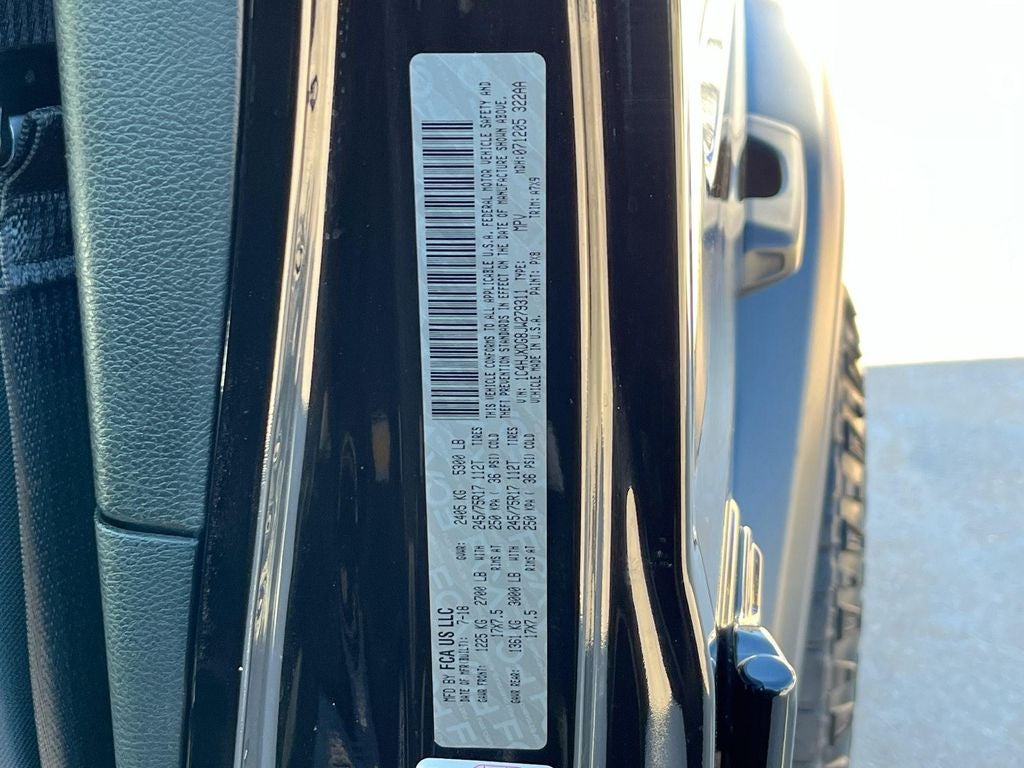 MFD BY FCA US LLC
DATE OF MFR(BUILT): 7-18 GVWR: 2405 KG 5300 LB
GAWR FRONT: 1225 KG 2700 LB WITH 245/75R17 112T TIRES
17X7.5 RIMS AT 250 KPA ( 36 PSI) COLD
GAWR REAR: 1361 KG 3000 LB WITH 245/75R17 112T TIRES
17X7.5 RIMS AT 250 KPA ( 36 PSI) COLD
THIS VEHICLE CONFORMS TO ALL APPLICABLE U.S.A. FEDERAL MOTOR VEHICLE SAFETY AND
THEFT PREVENTION STANDARDS IN EFFECT ON THE DATE OF MANUFACTURE SHOWN ABOVE.
VIN: 1C4HJXDG8JW279311 TYPE: MPV MDH:071205 322AA
VEHICLE MADE IN U.S.A. PAINT: PX8 TRIM: A7X9